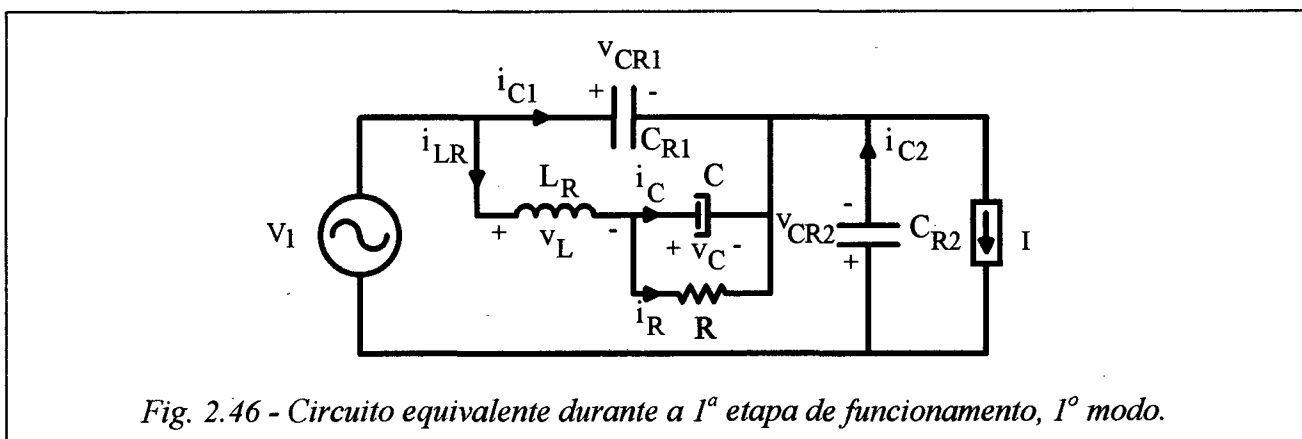 v_CR1
i_C1
+ -
C_R1
i_LR
i_C2
L_R
i_C
C
-
V1
+ v_L -
+ v_C -
v_CR2
C_R2
I
+
i_R
R
Fig. 2.46 - Circuito equivalente durante a 1ª etapa de funcionamento, 1º modo.